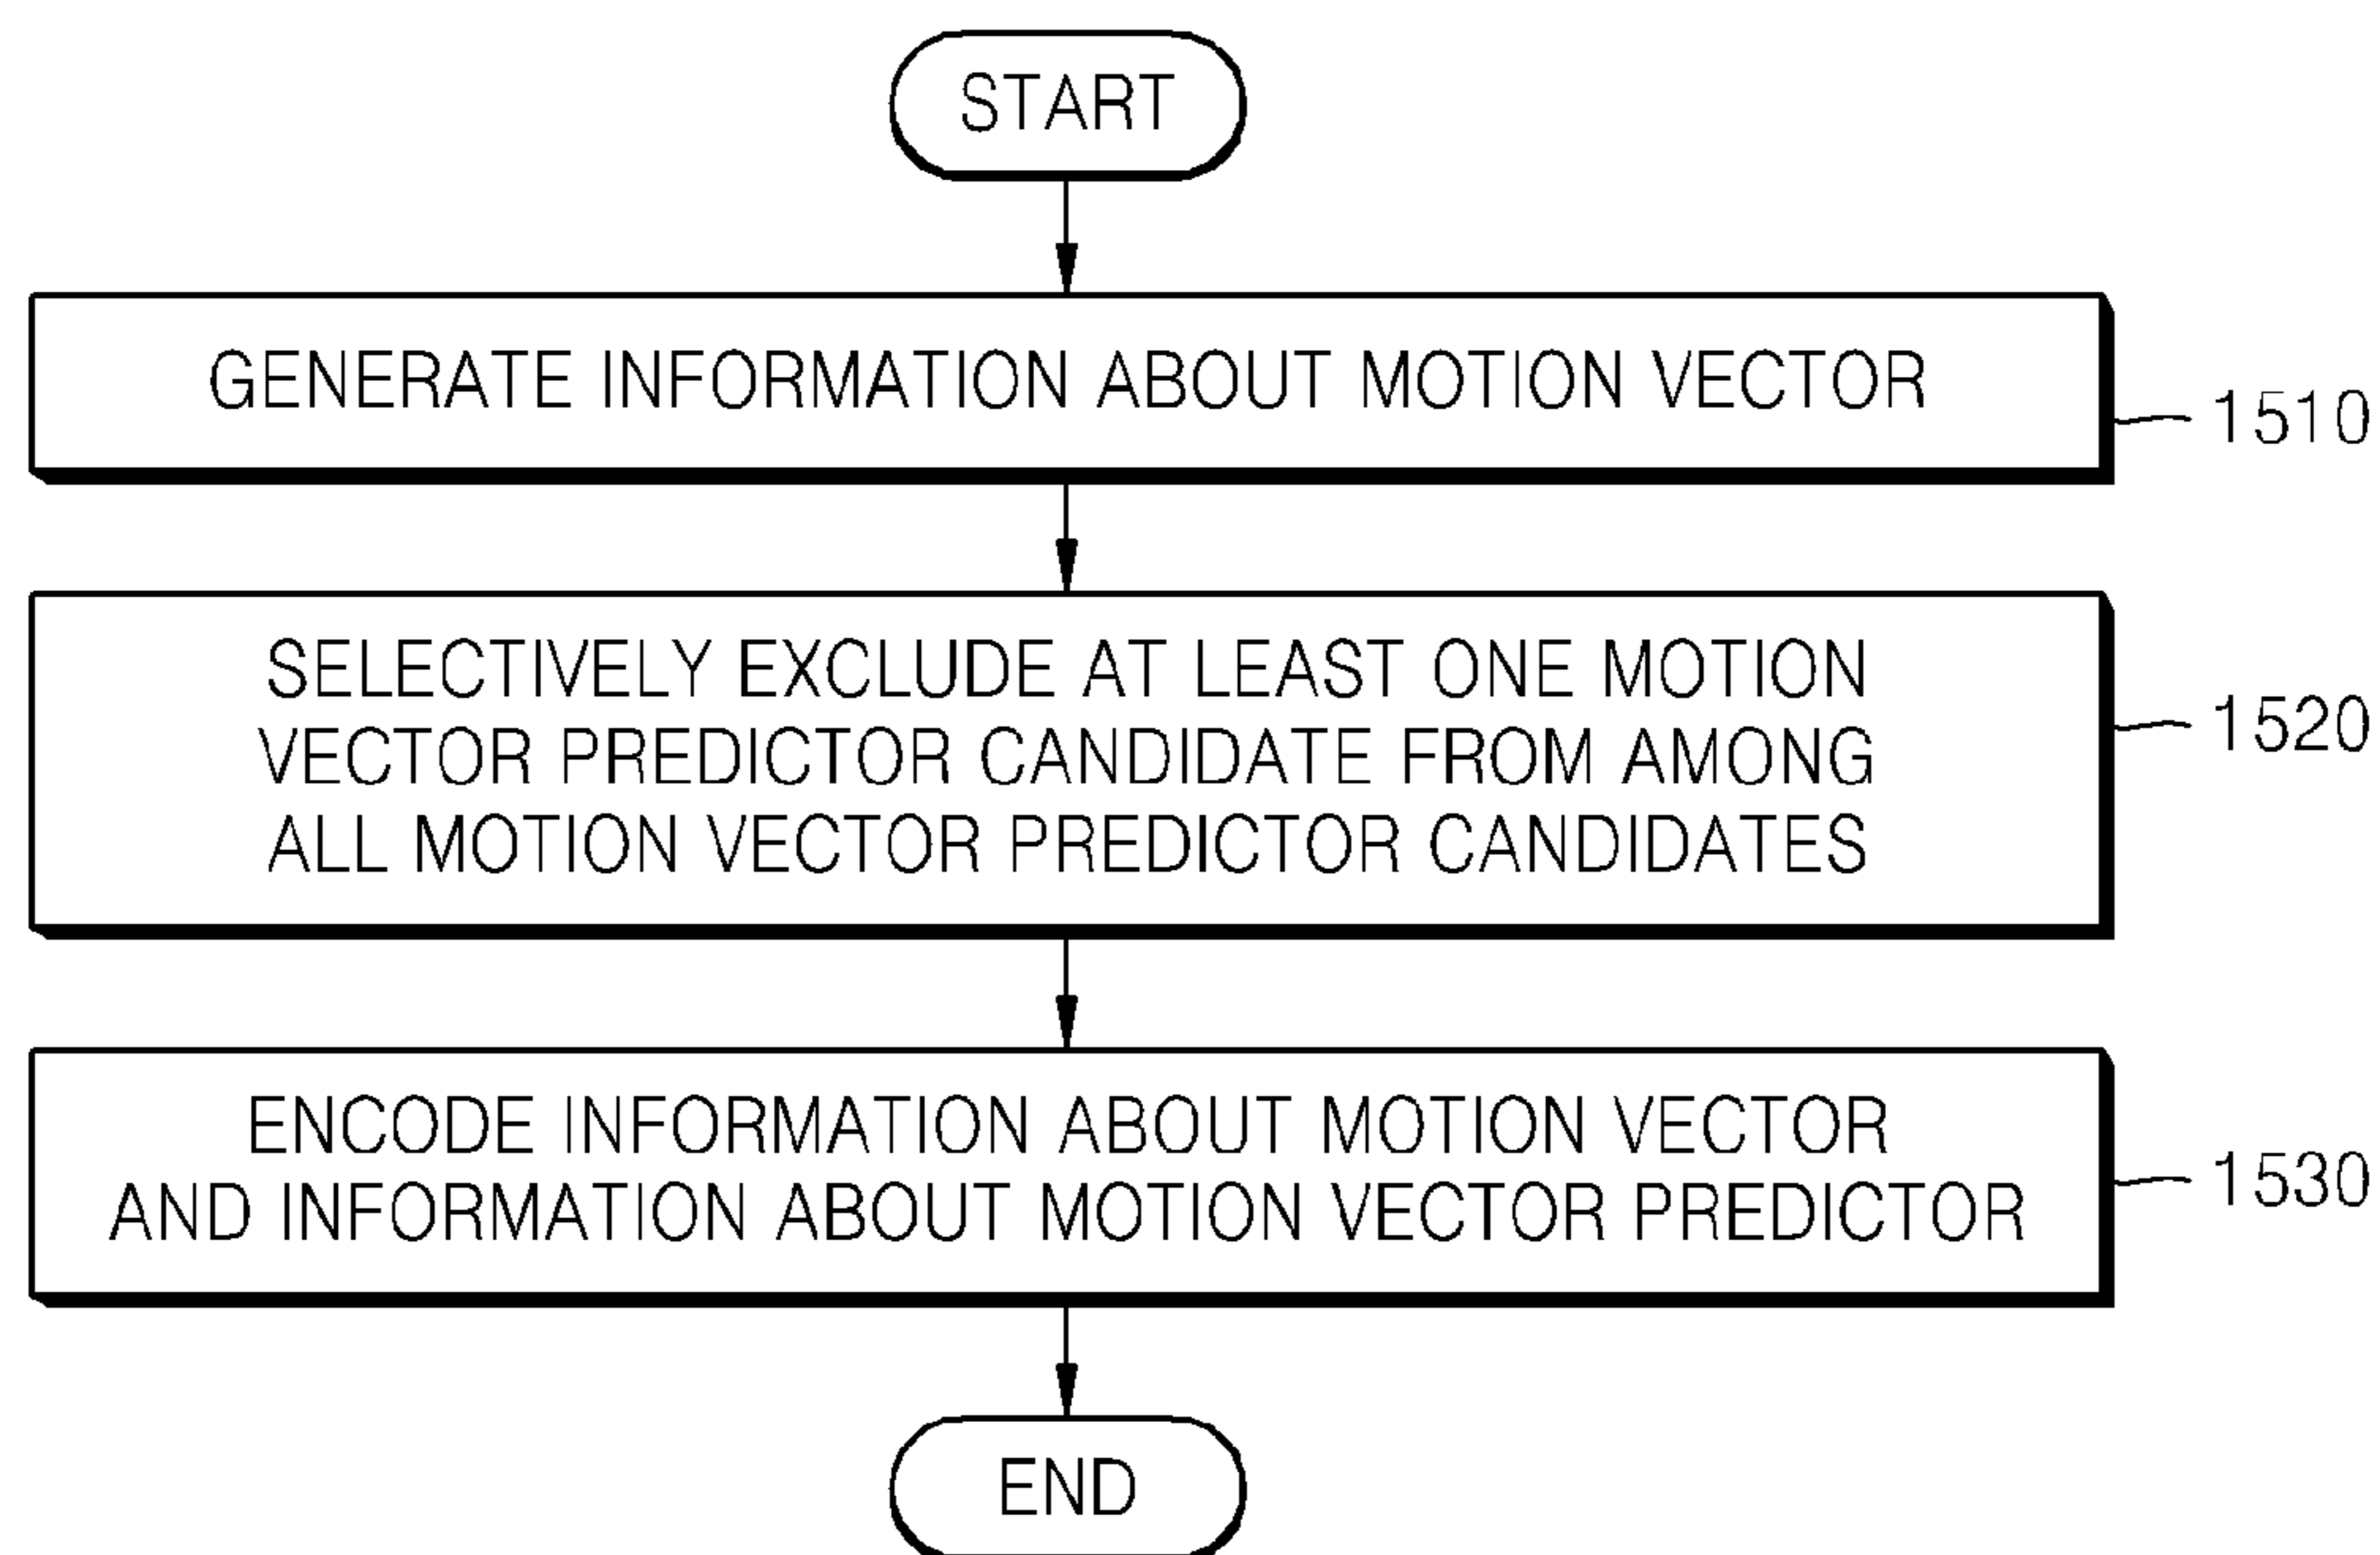 START
GENERATE INFORMATION ABOUT MOTION VECTOR
1510
SELECTIVELY EXCLUDE AT LEAST ONE MOTION
VECTOR PREDICTOR CANDIDATE FROM AMONG
ALL MOTION VECTOR PREDICTOR CANDIDATES
1520
ENCODE INFORMATION ABOUT MOTION VECTOR
AND INFORMATION ABOUT MOTION VECTOR PREDICTOR
1530
END